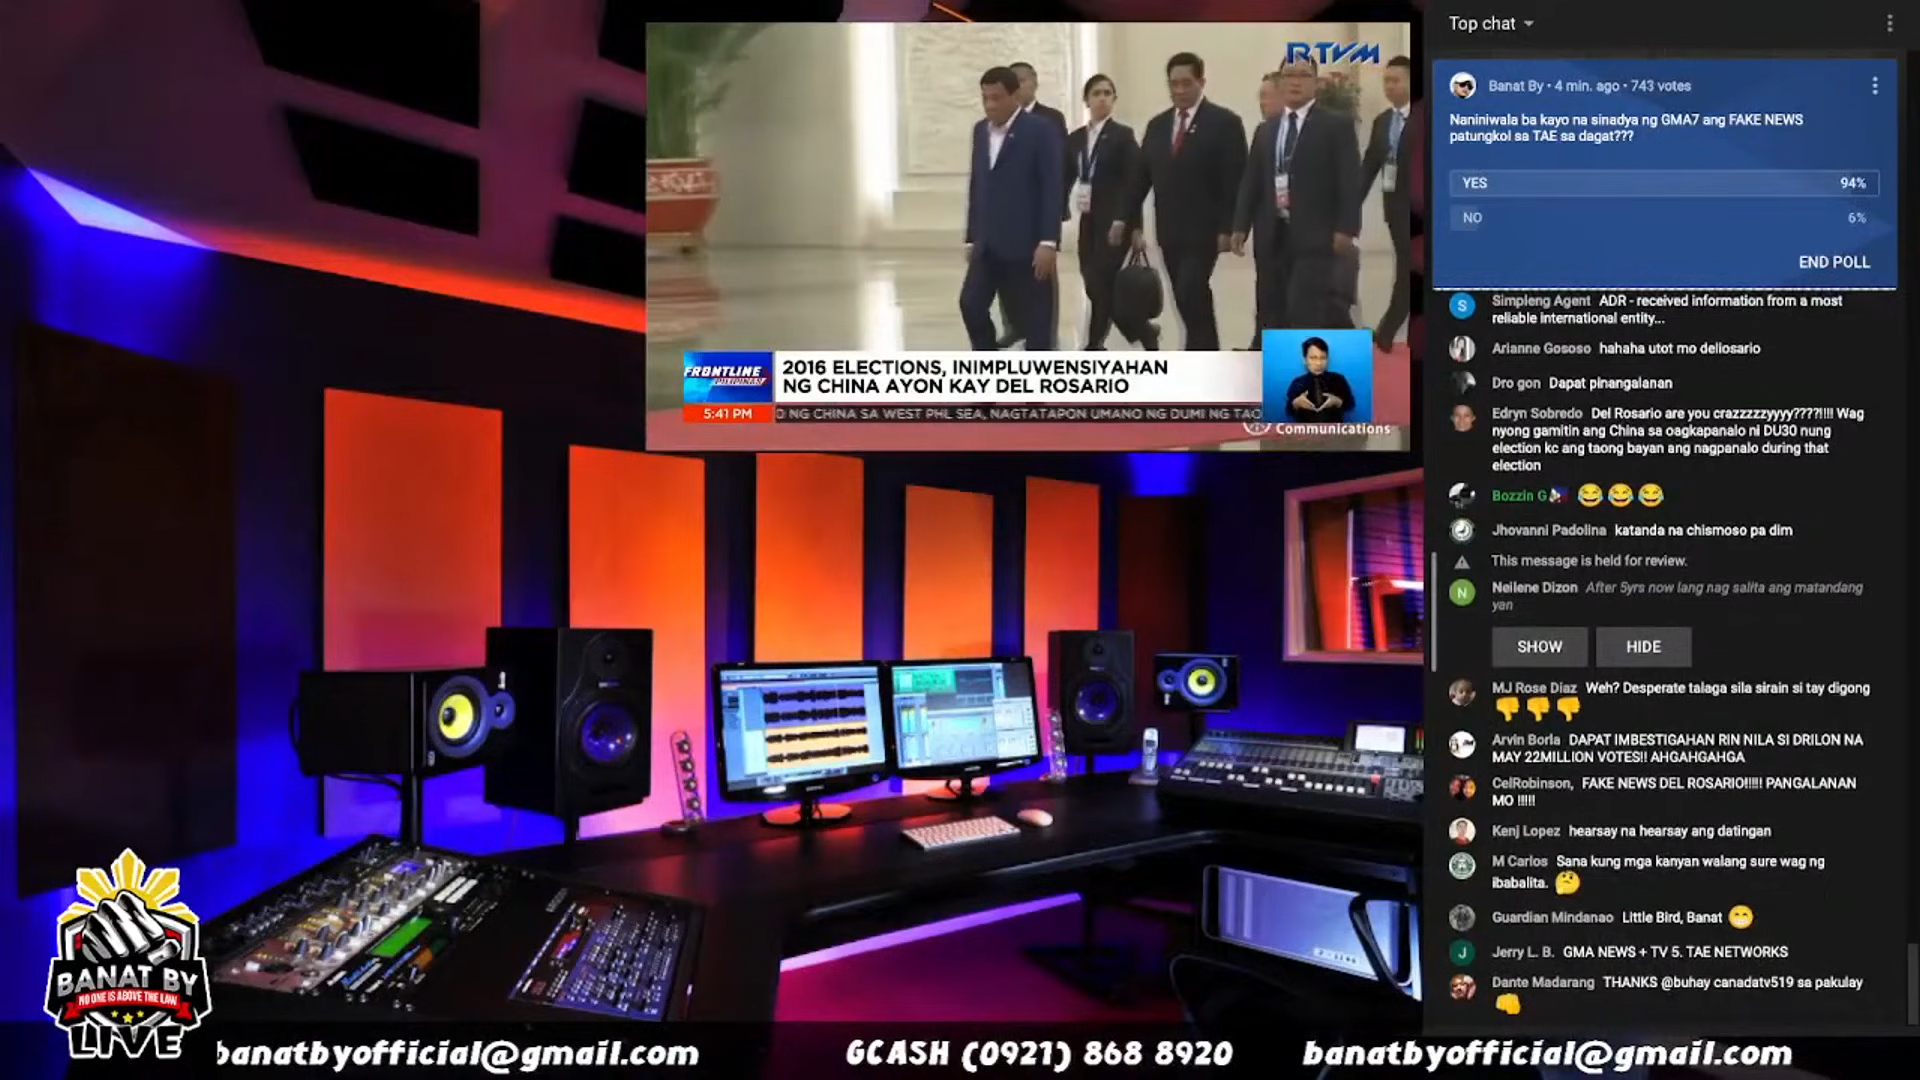 RTVM
FRONTLINE
PILIPINAS
2016 ELECTIONS, INIMPLUWENSIYAHAN
NG CHINA AYON KAY DEL ROSARIO
5:41 PM
O NG CHINA SA WEST PHL SEA, NAGTATAPON UMANO NG DUMI NG TAO
Communications
Top chat
Banat By • 4 min. ago • 743 votes
Naniniwala ba kayo na sinadya ng GMA7 ang FAKE NEWS
patungkol sa TAE sa dagat???
YES 94%
NO 6%
END POLL
S
Simpleng Agent ADR - received information from a most
reliable international entity...
Arianne Gososo hahaha utot mo deliosario
Dro gon Dapat pinangalanan
Edryn Sobredo Del Rosario are you crazzzzzyyyy????!!!! Wag
nyong gamitin ang China sa oagkapanalo ni DU30 nung
election kc ang taong bayan ang nagpanalo during that
election
Bozzin G🇵🇭 😂😂😂
Jhovanni Padolina katanda na chismoso pa dim
This message is held for review.
N
Neilene Dizon After 5yrs now lang nag salita ang matandang
yan
SHOW HIDE
MJ Rose Diaz Weh? Desperate talaga sila sirain si tay digong
👎👎👎
Arvin Borla DAPAT IMBESTIGAHAN RIN NILA SI DRILON NA
MAY 22MILLION VOTES!! AHGAHGAHGA
CelRobinson, FAKE NEWS DEL ROSARIO!!!!! PANGALANAN
MO !!!!!
Kenj Lopez hearsay na hearsay ang datingan
M Carlos Sana kung mga kanyan walang sure wag ng
ibabalita. 🤔
Guardian Mindanao Little Bird, Banat 😁
J
Jerry L. B. GMA NEWS + TV 5. TAE NETWORKS
Dante Madarang THANKS @buhay canadatv519 sa pakulay
👊
BANAT BY
NO ONE IS ABOVE THE LAW
LIVE
banatbyofficial@gmail.com GCASH (0921) 868 8920 banatbyofficial@gmail.com